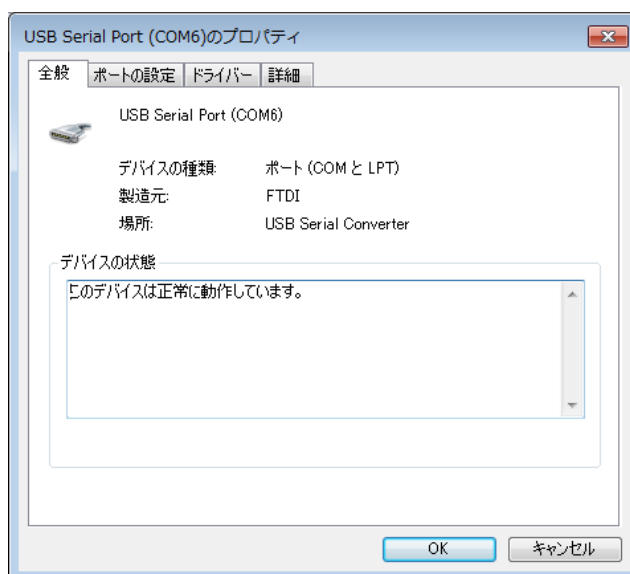 USB Serial Port (COM6)のプロパティ
全般 ポートの設定 ドライバー 詳細
USB Serial Port (COM6)
デバイスの種類: ポート (COM と LPT)
製造元: FTDI
場所: USB Serial Converter
デバイスの状態
このデバイスは正常に動作しています。
OK キャンセル